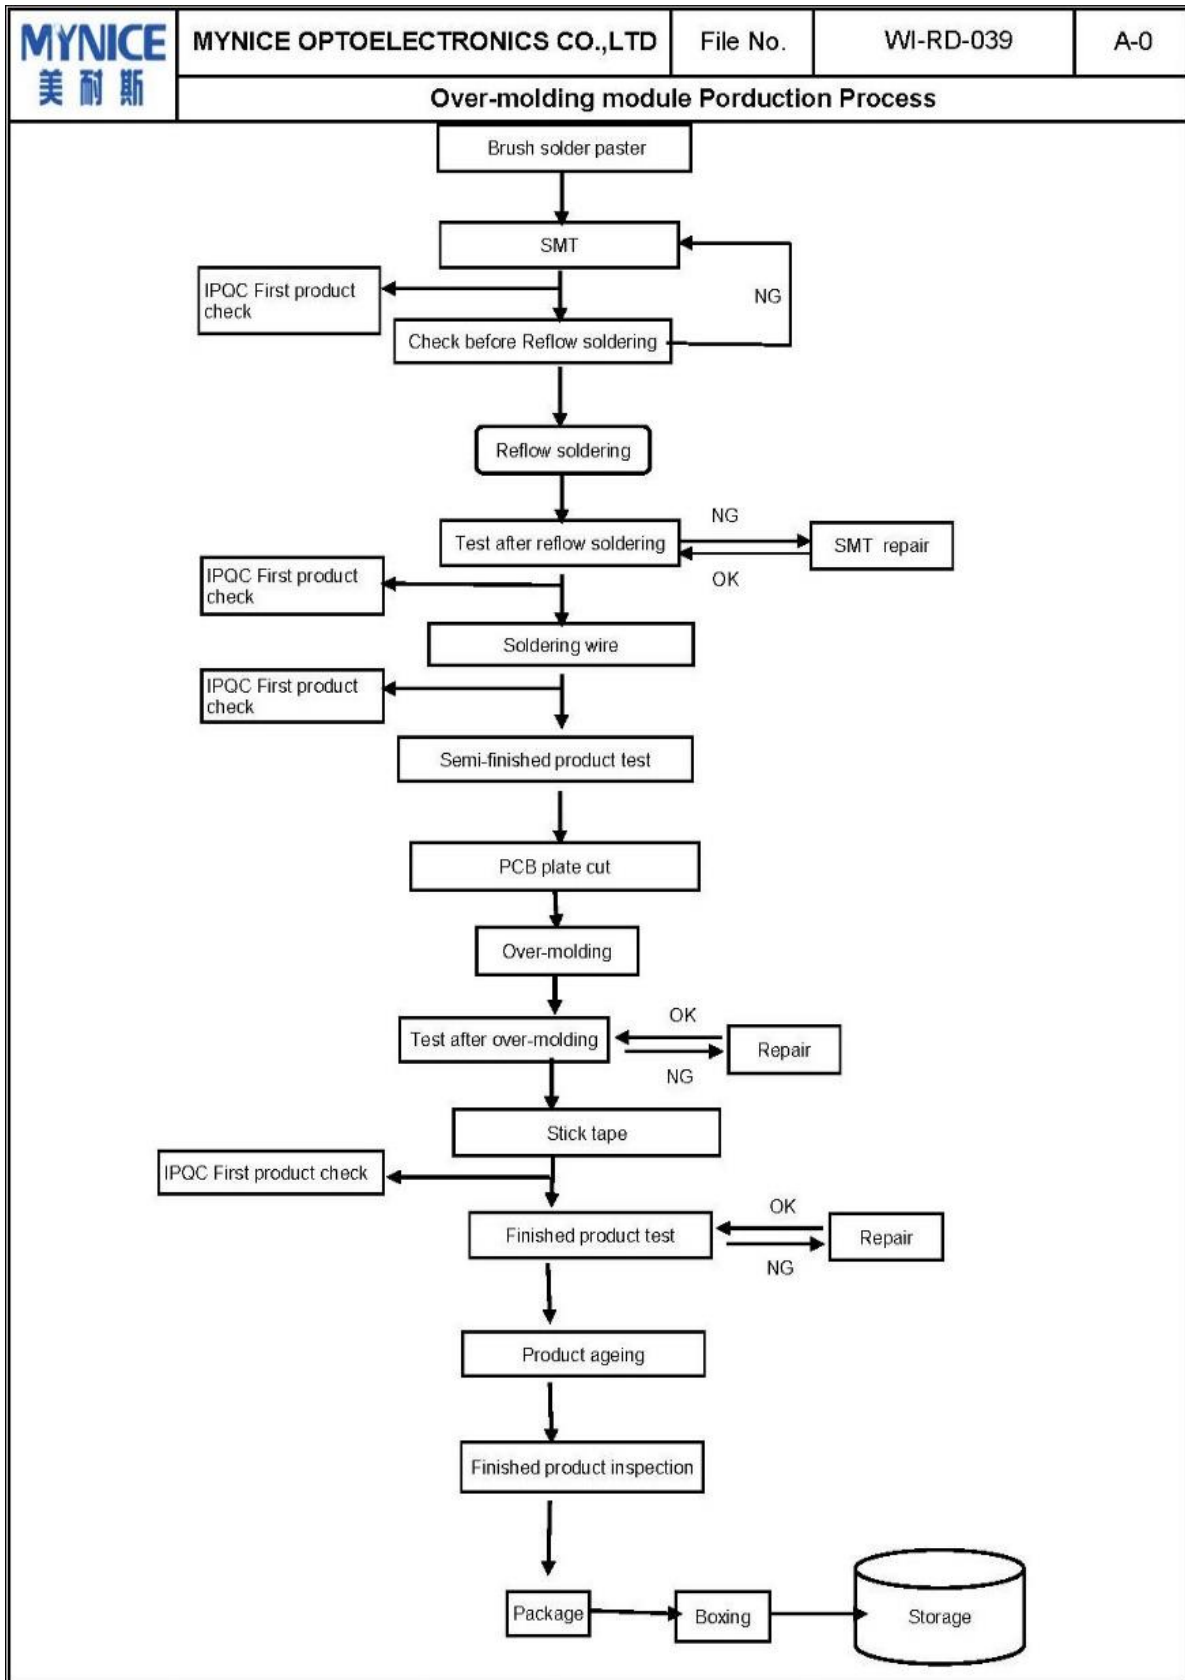 MYNICE
美耐斯
MYNICE OPTOELECTRONICS CO.,LTD
File No.
WI-RD-039
A-0
Over-molding module Porduction Process
Brush solder paster
SMT
IPQC First product
check
NG
Check before Reflow soldering
Reflow soldering
NG
Test after reflow soldering
SMT repair
OK
IPQC First product
check
Soldering wire
IPQC First product
check
Semi-finished product test
PCB plate cut
Over-molding
OK
Test after over-molding
Repair
NG
Stick tape
IPQC First product check
OK
Finished product test
Repair
NG
Product ageing
Finished product inspection
Package
Boxing
Storage